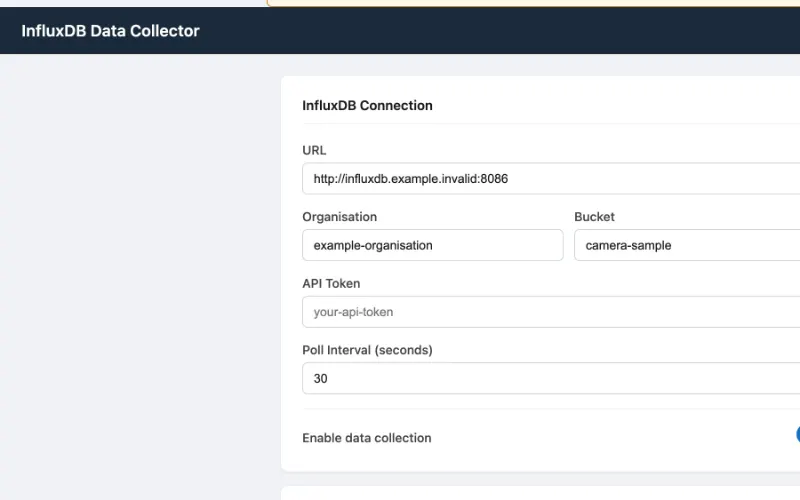 InfluxDB Data Collector
InfluxDB Connection
URL
http://influxdb.example.invalid:8086
Organisation
Bucket
example-organisation
camera-sample
API Token
your-api-token
Poll Interval (seconds)
30
Enable data collection